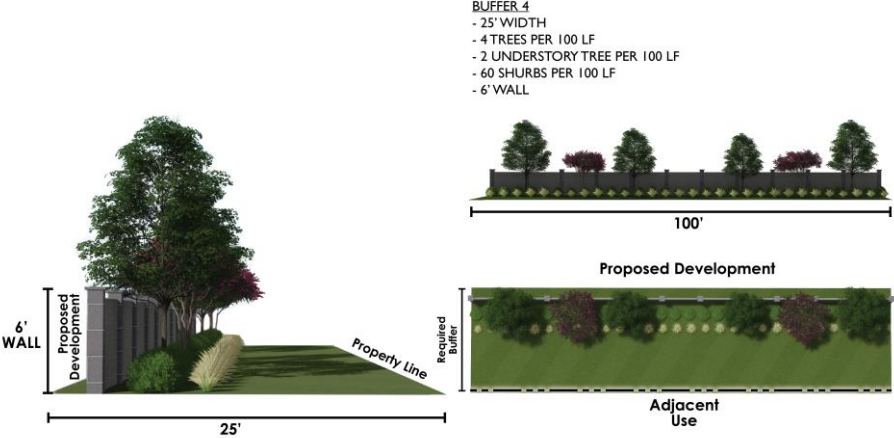 BUFFER 4
- 25' WIDTH
- 4 TREES PER 100 LF
- 2 UNDERSTORY TREE PER 100 LF
- 60 SHURBS PER 100 LF
- 6' WALL
100'
6'
WALL
Proposed
Development
Property Line
25'
Proposed Development
Required
Buffer
Adjacent
Use